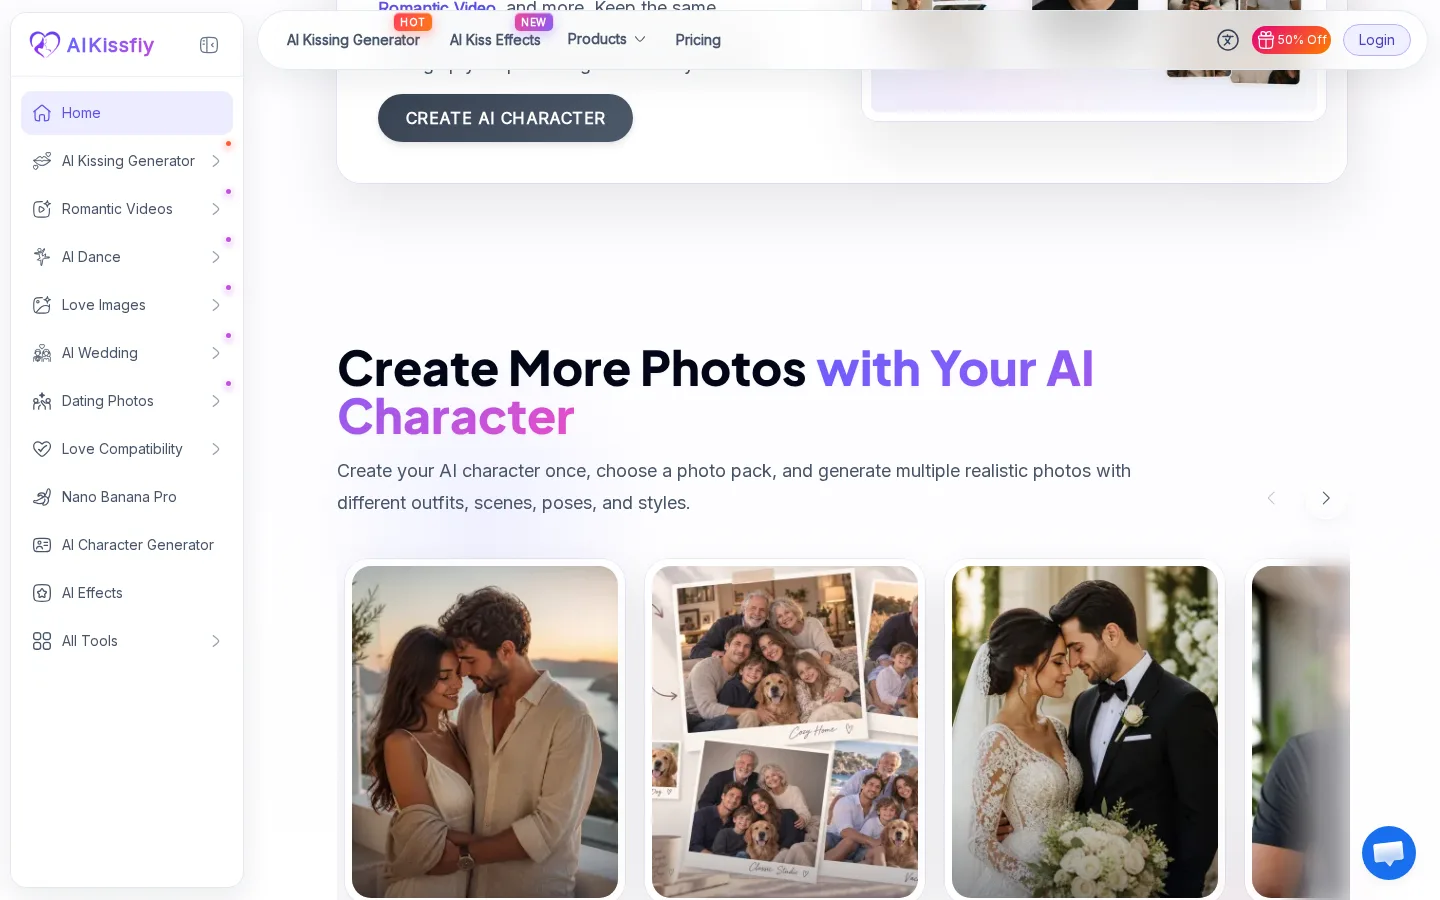 AIKissfiy
Home
AI Kissing Generator
Romantic Videos
AI Dance
Love Images
AI Wedding
Dating Photos
Love Compatibility
Nano Banana Pro
AI Character Generator
AI Effects
All Tools
AI Kissing Generator
HOT
AI Kiss Effects
NEW
Products
Pricing
50% Off
Login
Romantic Video, and more. Keep the same
CREATE AI CHARACTER
Create More Photos with Your AI
Character
Create your AI character once, choose a photo pack, and generate multiple realistic photos with
different outfits, scenes, poses, and styles.
Cozy Home
Classic Studio